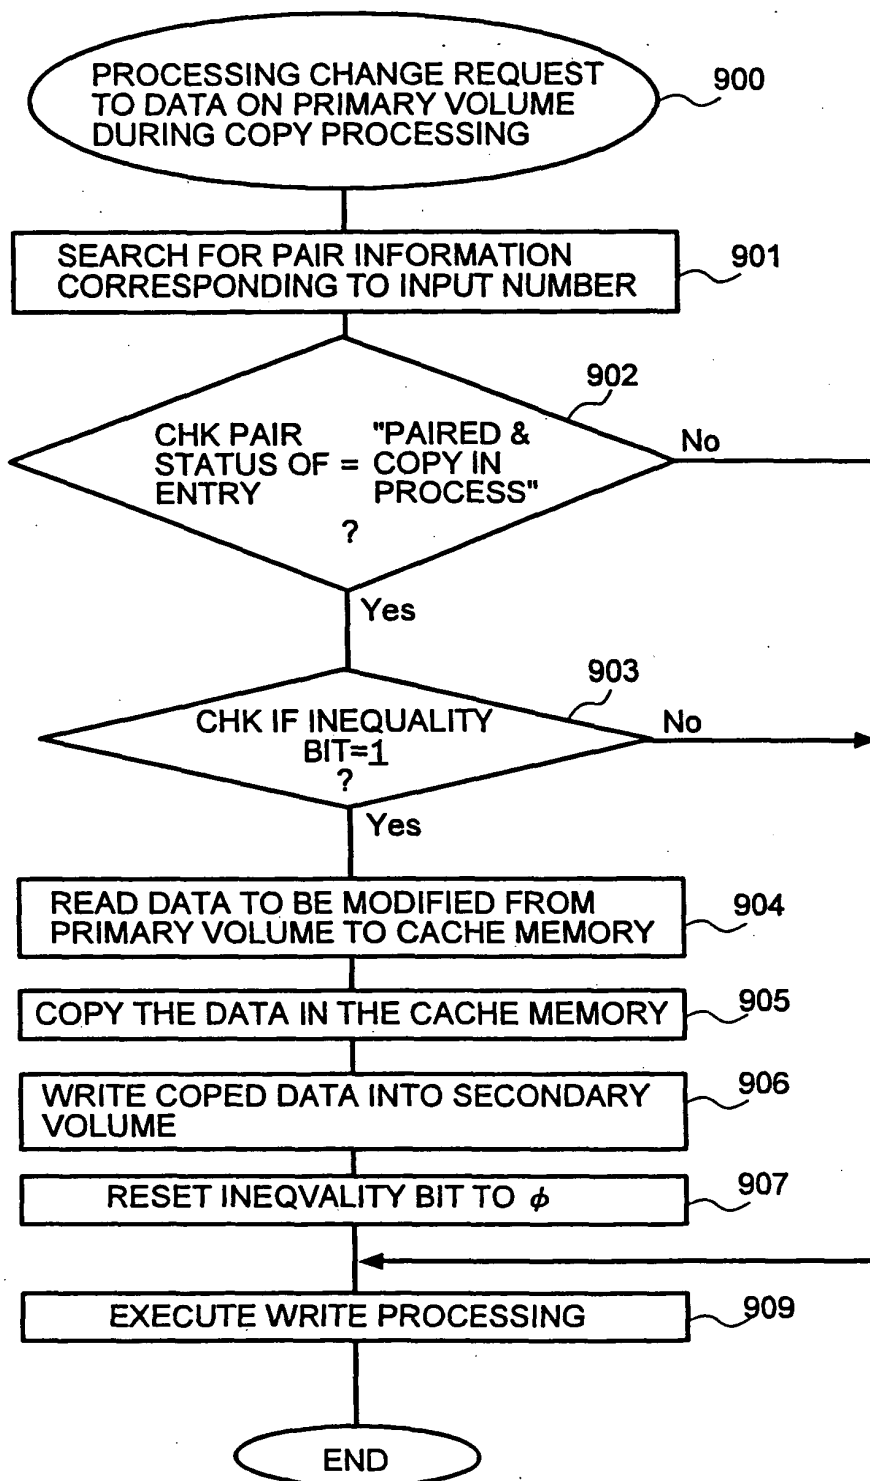 PROCESSING CHANGE REQUEST
TO DATA ON PRIMARY VOLUME
DURING COPY PROCESSING
900
SEARCH FOR PAIR INFORMATION
CORRESPONDING TO INPUT NUMBER
901
902
CHK PAIR "PAIRED &
STATUS OF = COPY IN
ENTRY PROCESS"
?
No
Yes
903
CHK IF INEQUALITY
BIT=1
?
No
Yes
READ DATA TO BE MODIFIED FROM
PRIMARY VOLUME TO CACHE MEMORY
904
COPY THE DATA IN THE CACHE MEMORY
905
WRITE COPED DATA INTO SECONDARY
VOLUME
906
RESET INEQVALITY BIT TO ϕ
907
EXECUTE WRITE PROCESSING
909
END